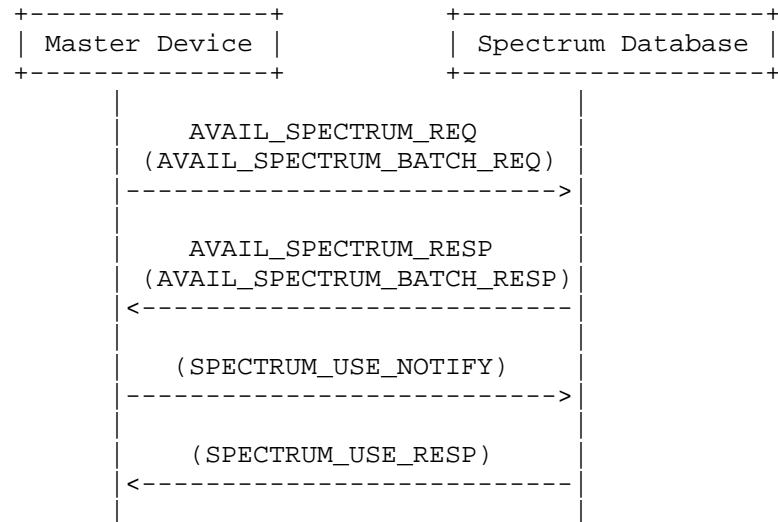 Master Device
Spectrum Database
AVAIL_SPECTRUM_REQ
(AVAIL_SPECTRUM_BATCH_REQ)
AVAIL_SPECTRUM_RESP
(AVAIL_SPECTRUM_BATCH_RESP)
(SPECTRUM_USE_NOTIFY)
(SPECTRUM_USE_RESP)